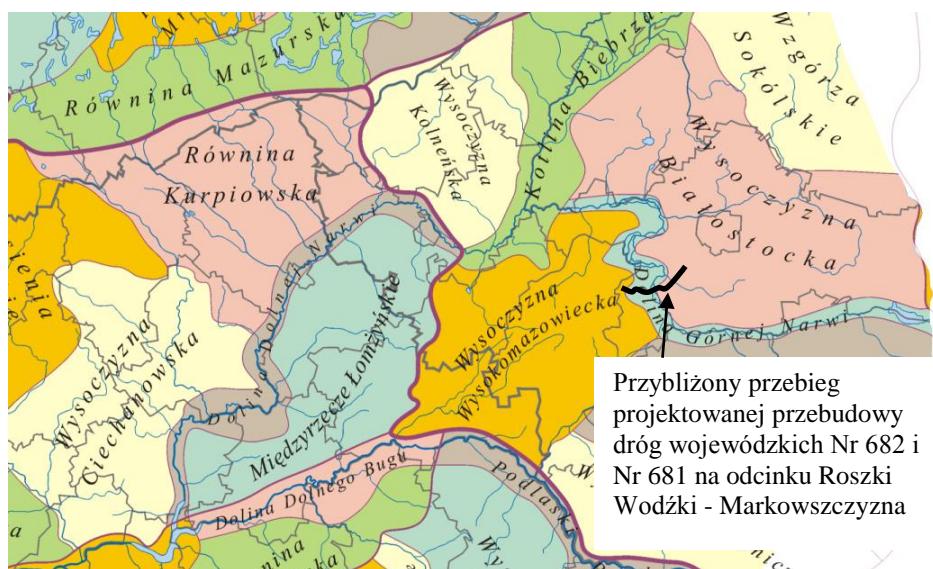 Równina Mazurska
Wzgórza
Sokólskie
Kotlina Biebrza
Wysoczyzna
Kolneńska
Równina
Kurpiowska
Wysoczyzna
Białostocka
Dolina Dolnej Narwi
Dolina
Górnej Narwi
Wysoczyzna
Wysokomazowiecka
Międzyrzecze Łomżyńskie
Wysoczyzna
Ciechanowska
Dolina Dolnego Bugu
Podlaski
Przybliżony przebieg
projektowanej przebudowy
dróg wojewódzkich Nr 682 i
Nr 681 na odcinku Roszki
Wodźki - Markowszczyzna